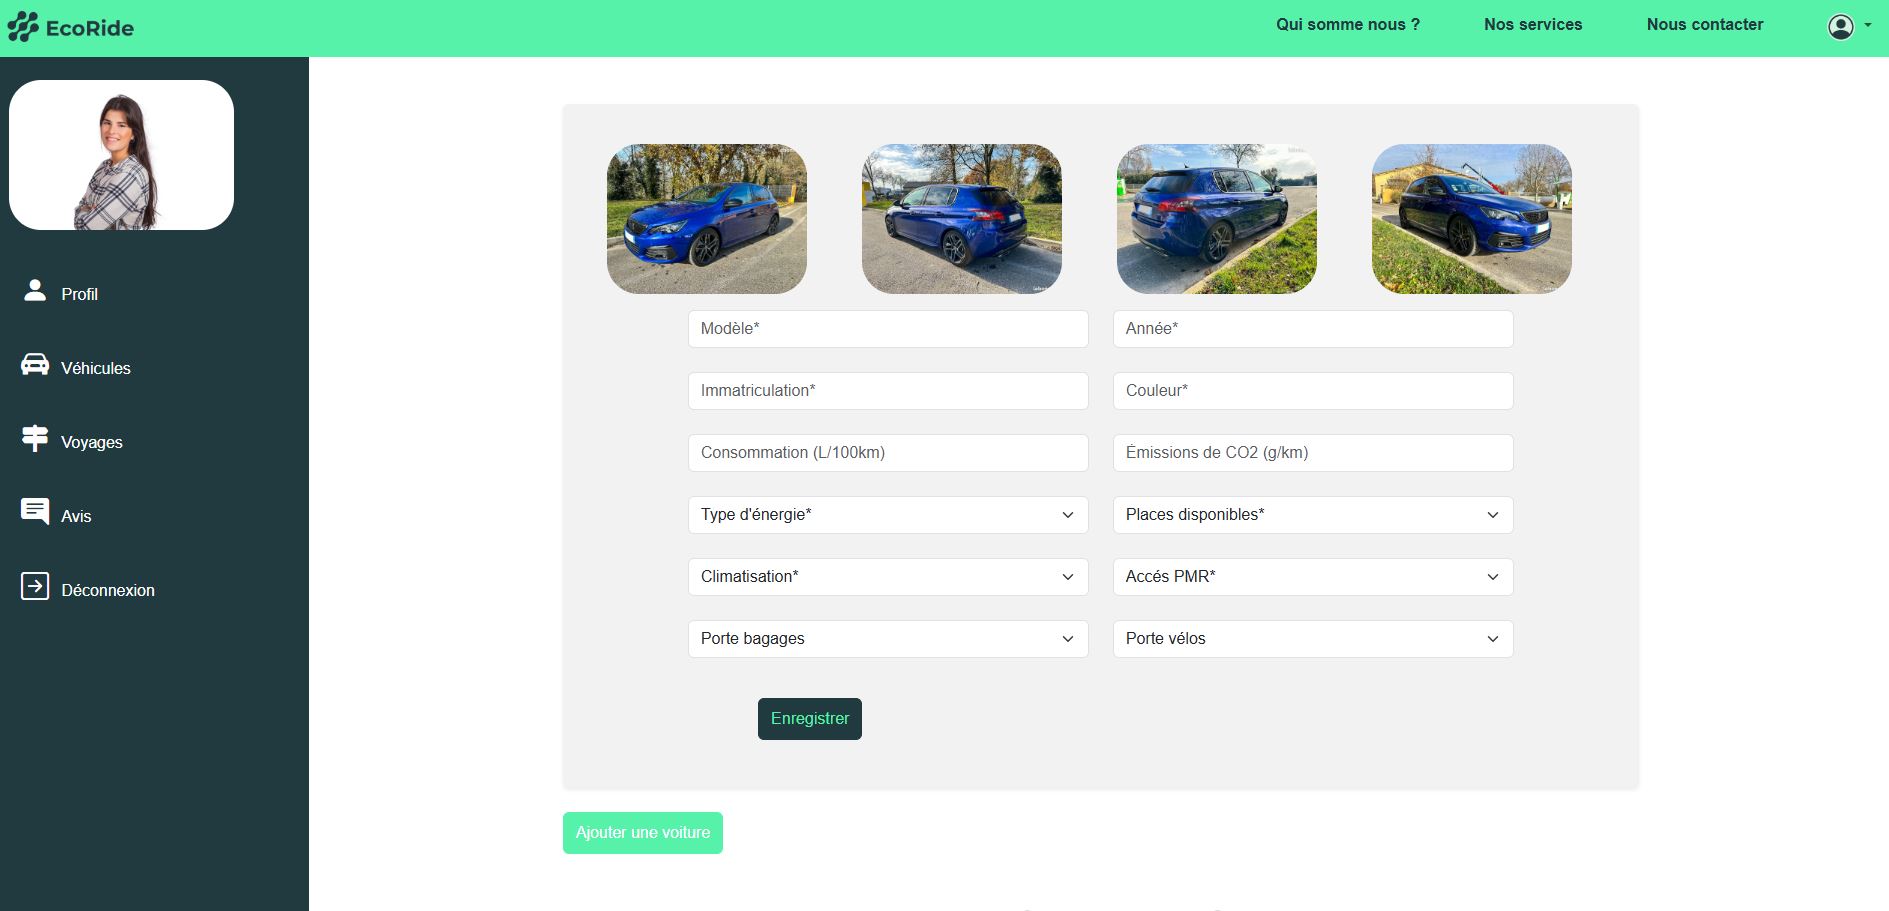 EcoRide
Qui somme nous ?
Nos services
Nous contacter
Profil
Véhicules
Voyages
Avis
Déconnexion
Modèle*
Année*
Immatriculation*
Couleur*
Consommation (L/100km)
Émissions de CO2 (g/km)
Type d'énergie*
Places disponibles*
Climatisation*
Accés PMR*
Porte bagages
Porte vélos
Enregistrer
Ajouter une voiture